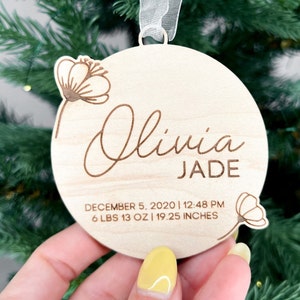 Olivia
JADE
DECEMBER 5, 2020 | 12:48 PM
6 LBS 13 OZ | 19.25 INCHES